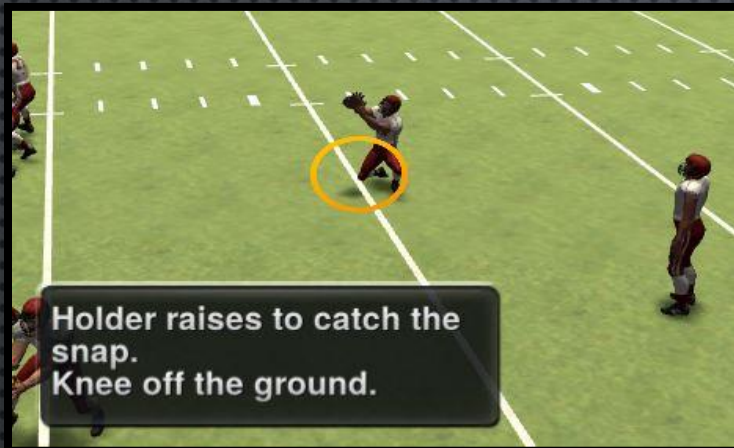 Holder raises to catch the
snap.
Knee off the ground.